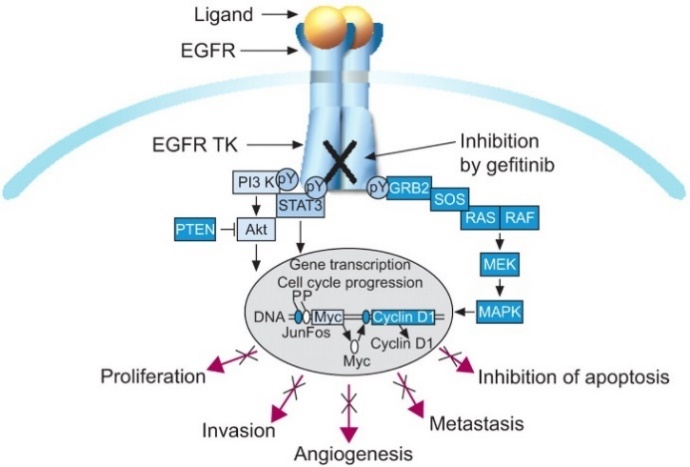 Ligand
EGFR
EGFR TK
Inhibition
by gefitinib
PI3 K
pY
pY
pY
GRB2
STAT3
SOS
RAS
RAF
PTEN
Akt
MEK
MAPK
Gene transcription
Cell cycle progression
PP
DNA
Myc
Cyclin D1
JunFos
Cyclin D1
Myc
Proliferation
Inhibition of apoptosis
Invasion
Metastasis
Angiogenesis